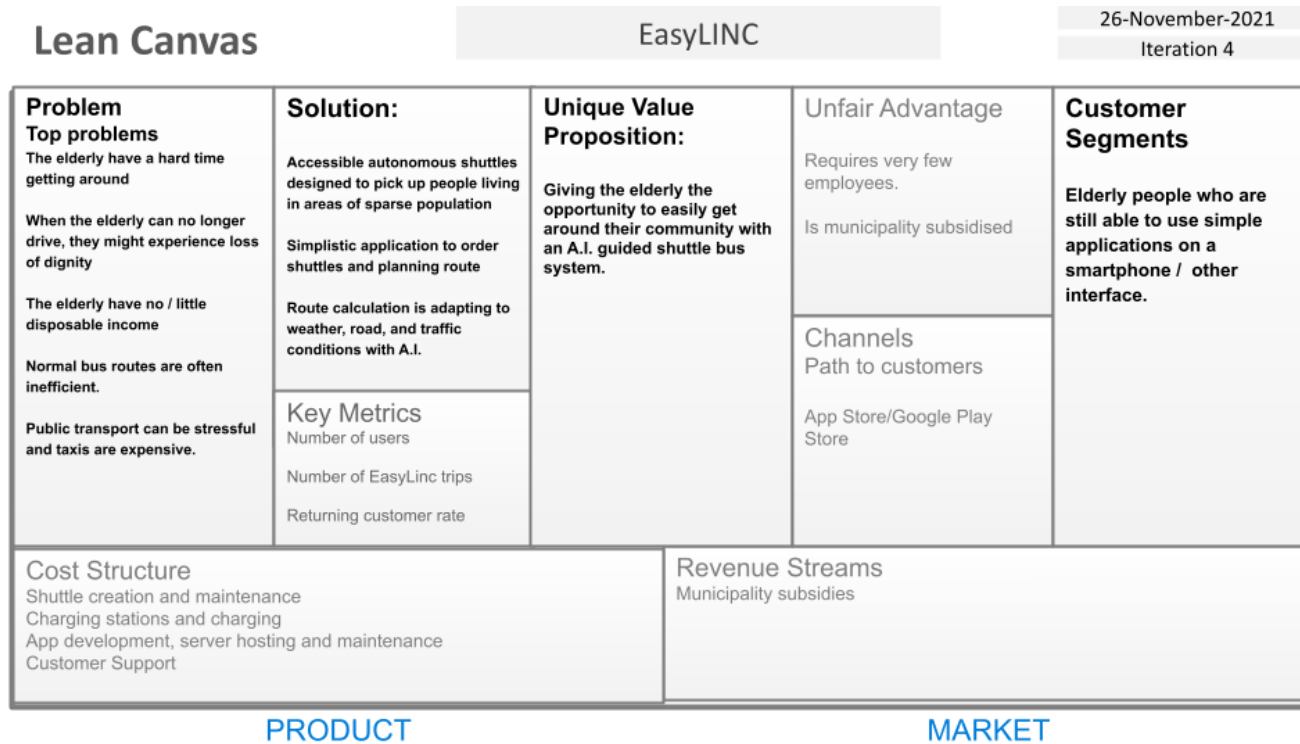 Lean Canvas
EasyLINC
26-November-2021
Iteration 4
Problem
Top problems
The elderly have a hard time
getting around
When the elderly can no longer
drive, they might experience loss
of dignity
The elderly have no / little
disposable income
Normal bus routes are often
inefficient.
Public transport can be stressful
and taxis are expensive.
Solution:
Accessible autonomous shuttles
designed to pick up people living
in areas of sparse population
Simplistic application to order
shuttles and planning route
Route calculation is adapting to
weather, road, and traffic
conditions with A.I.
Key Metrics
Number of users
Number of EasyLinc trips
Returning customer rate
Unique Value
Proposition:
Giving the elderly the
opportunity to easily get
around their community with
an A.I. guided shuttle bus
system.
Unfair Advantage
Requires very few
employees.
Is municipality subsidised
Channels
Path to customers
App Store/Google Play
Store
Customer
Segments
Elderly people who are
still able to use simple
applications on a
smartphone / other
interface.
Cost Structure
Shuttle creation and maintenance
Charging stations and charging
App development, server hosting and maintenance
Customer Support
Revenue Streams
Municipality subsidies
PRODUCT
MARKET